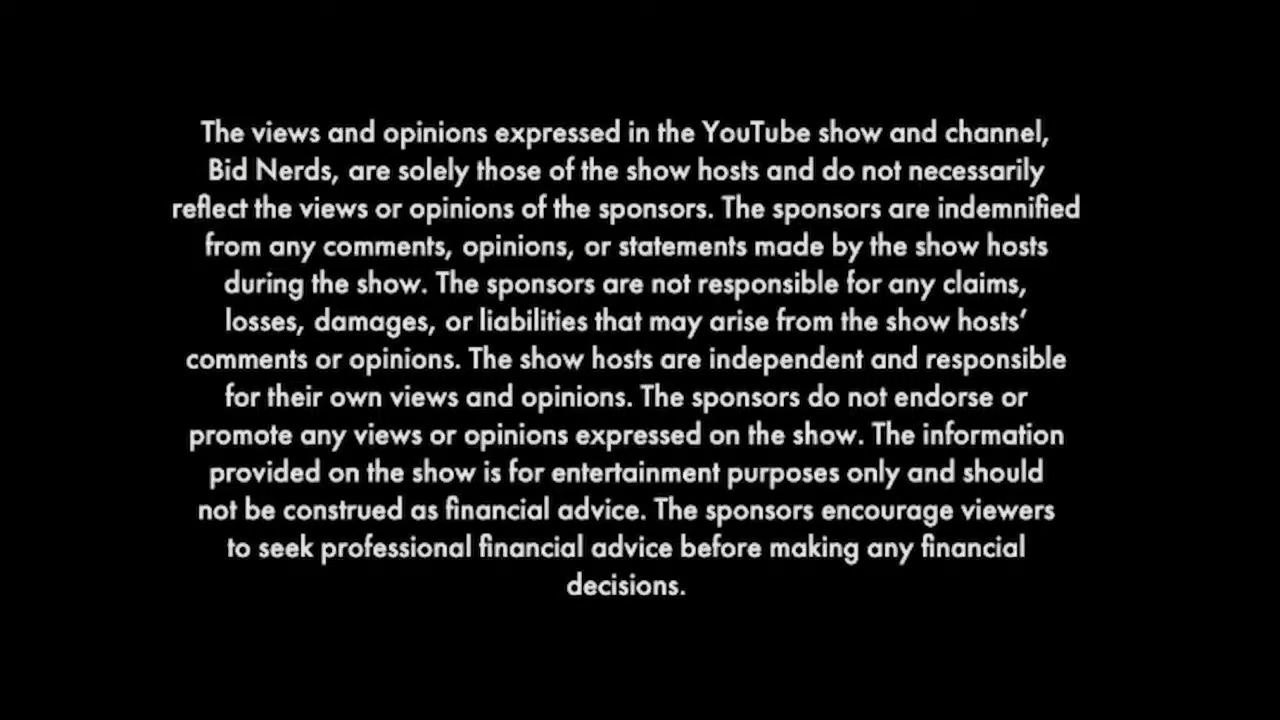 The views and opinions expressed in the YouTube show and channel,
Bid Nerds, are solely those of the show hosts and do not necessarily
reflect the views or opinions of the sponsors. The sponsors are indemnified
from any comments, opinions, or statements made by the show hosts
during the show. The sponsors are not responsible for any claims,
losses, damages, or liabilities that may arise from the show hosts’
comments or opinions. The show hosts are independent and responsible
for their own views and opinions. The sponsors do not endorse or
promote any views or opinions expressed on the show. The information
provided on the show is for entertainment purposes only and should
not be construed as financial advice. The sponsors encourage viewers
to seek professional financial advice before making any financial
decisions.